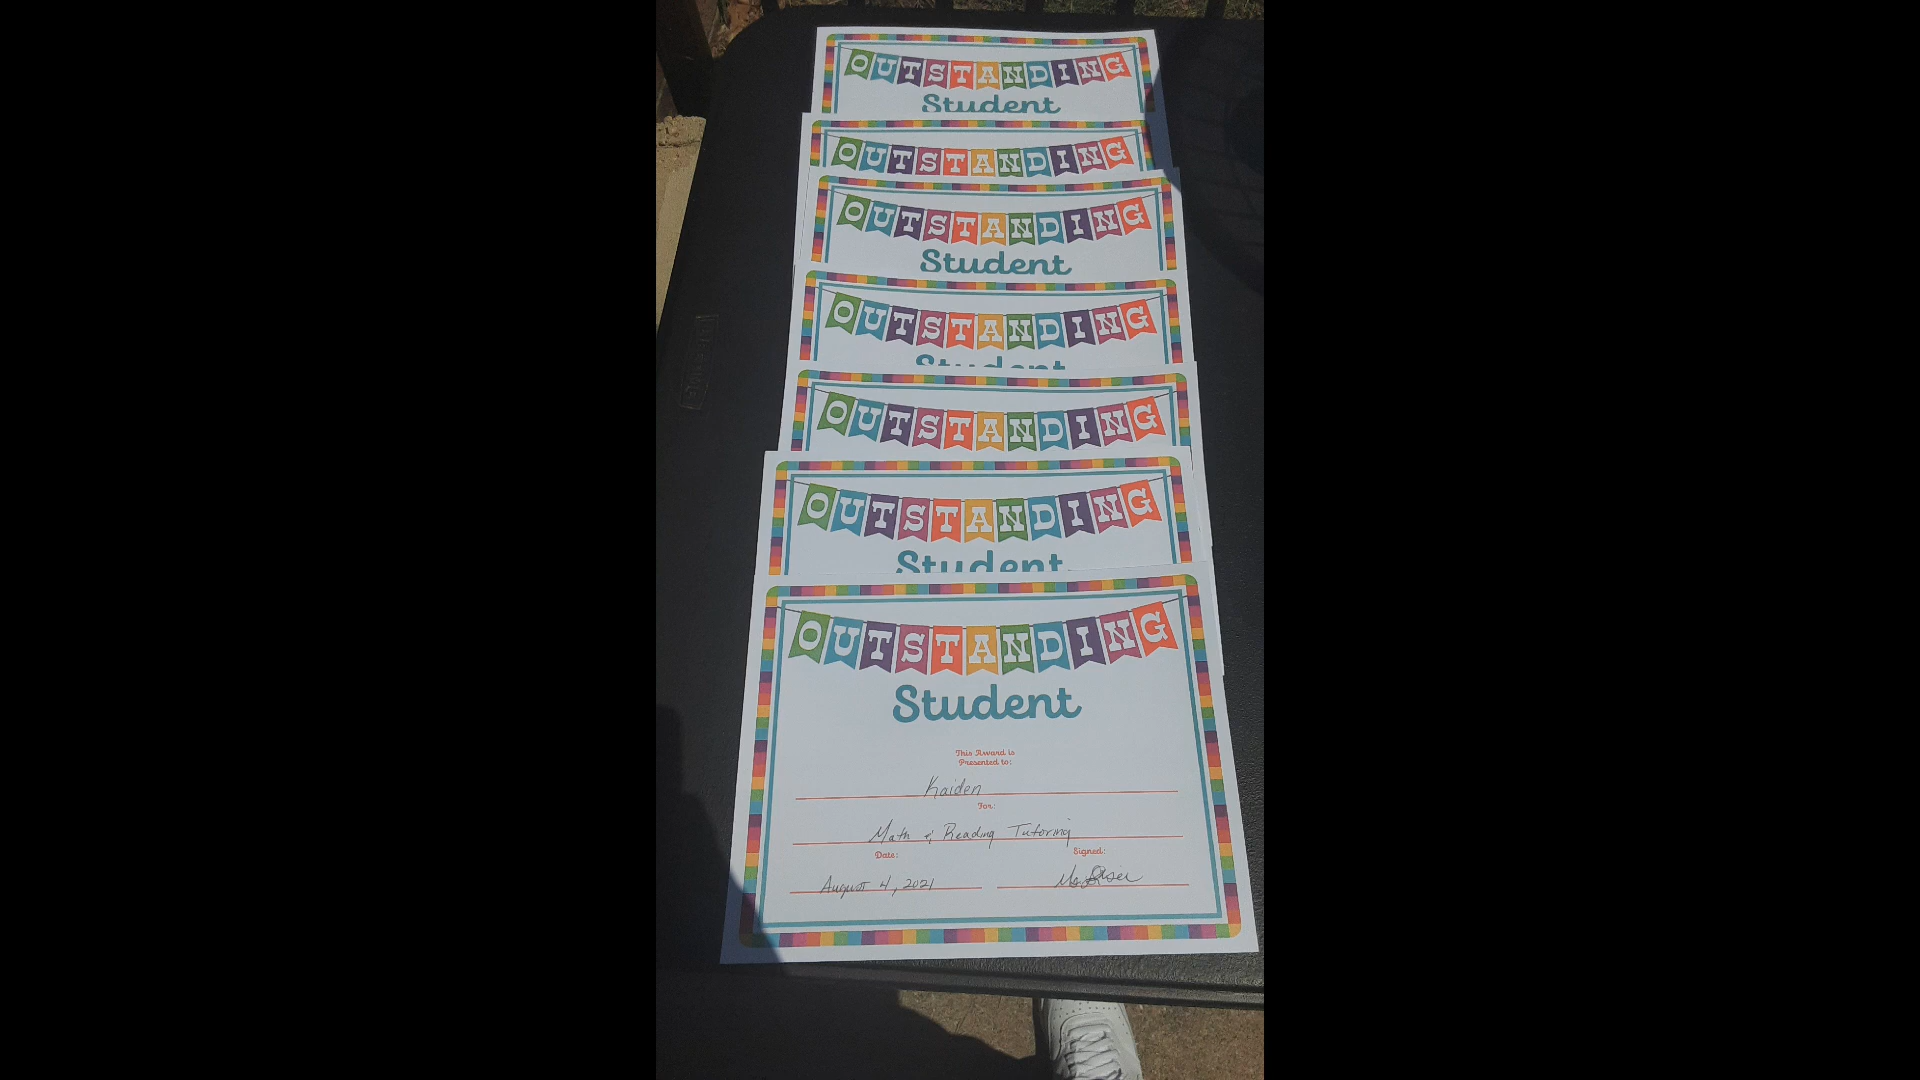 OUTSTANDING
Student
OUTSTANDING
OUTSTANDING
Student
OUTSTANDING
Student
OUTSTANDING
OUTSTANDING
Student
OUTSTANDING
Student
This Award is
Presented to:
Kaiden
For:
Math & Reading Tutoring
Date: Signed:
August 4, 2021